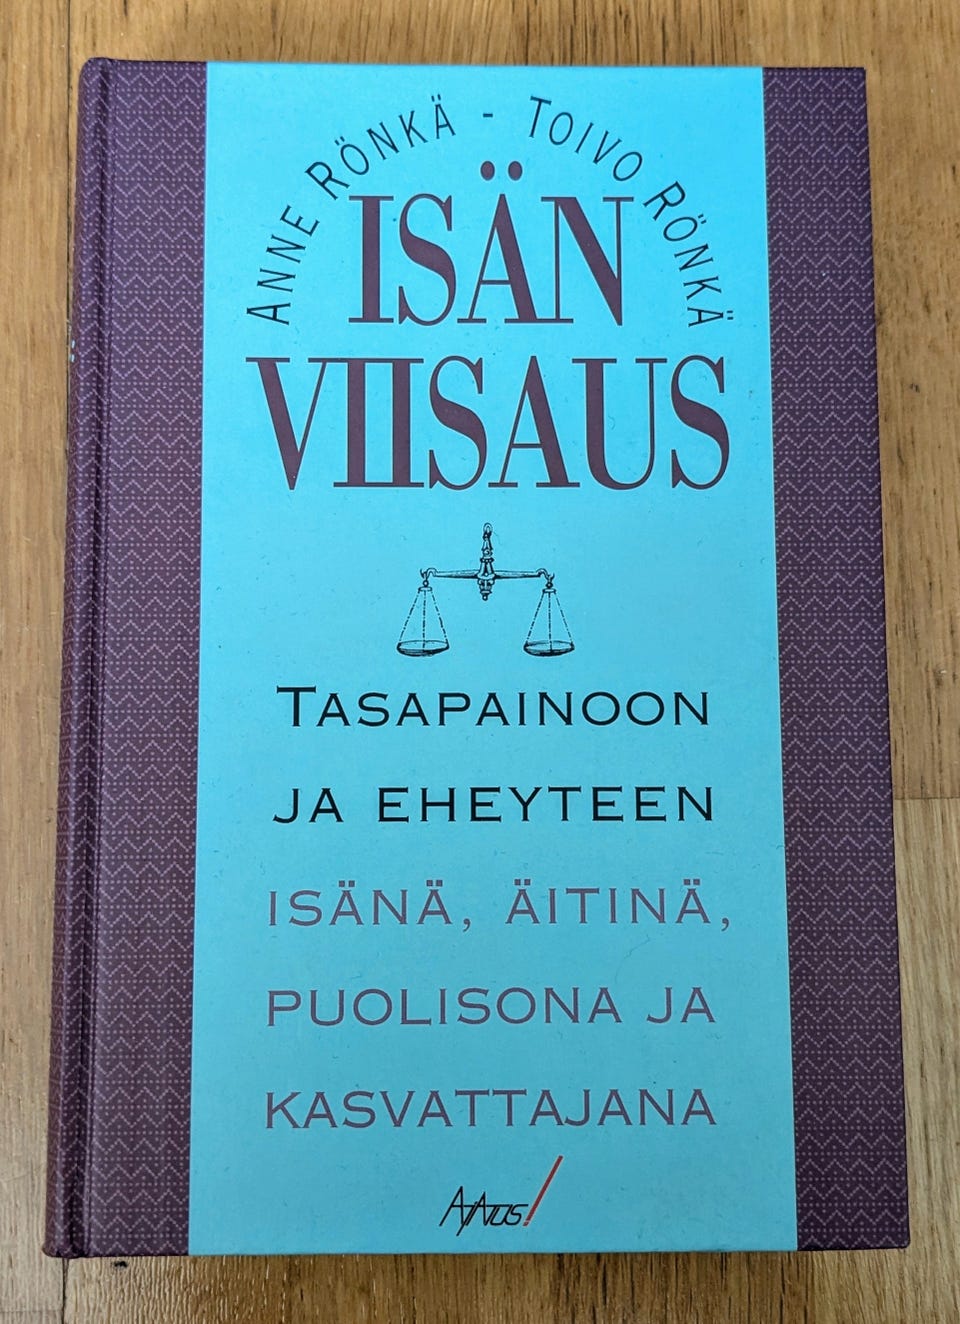 ANNE RÖNKÄ - TOIVO RÖNKÄ
ISÄN
VIISAUS
TASAPAINOON
JA EHEYTEEN
ISÄNÄ, ÄITINÄ,
PUOLISONA JA
KASVATTAJANA
AJATUS!